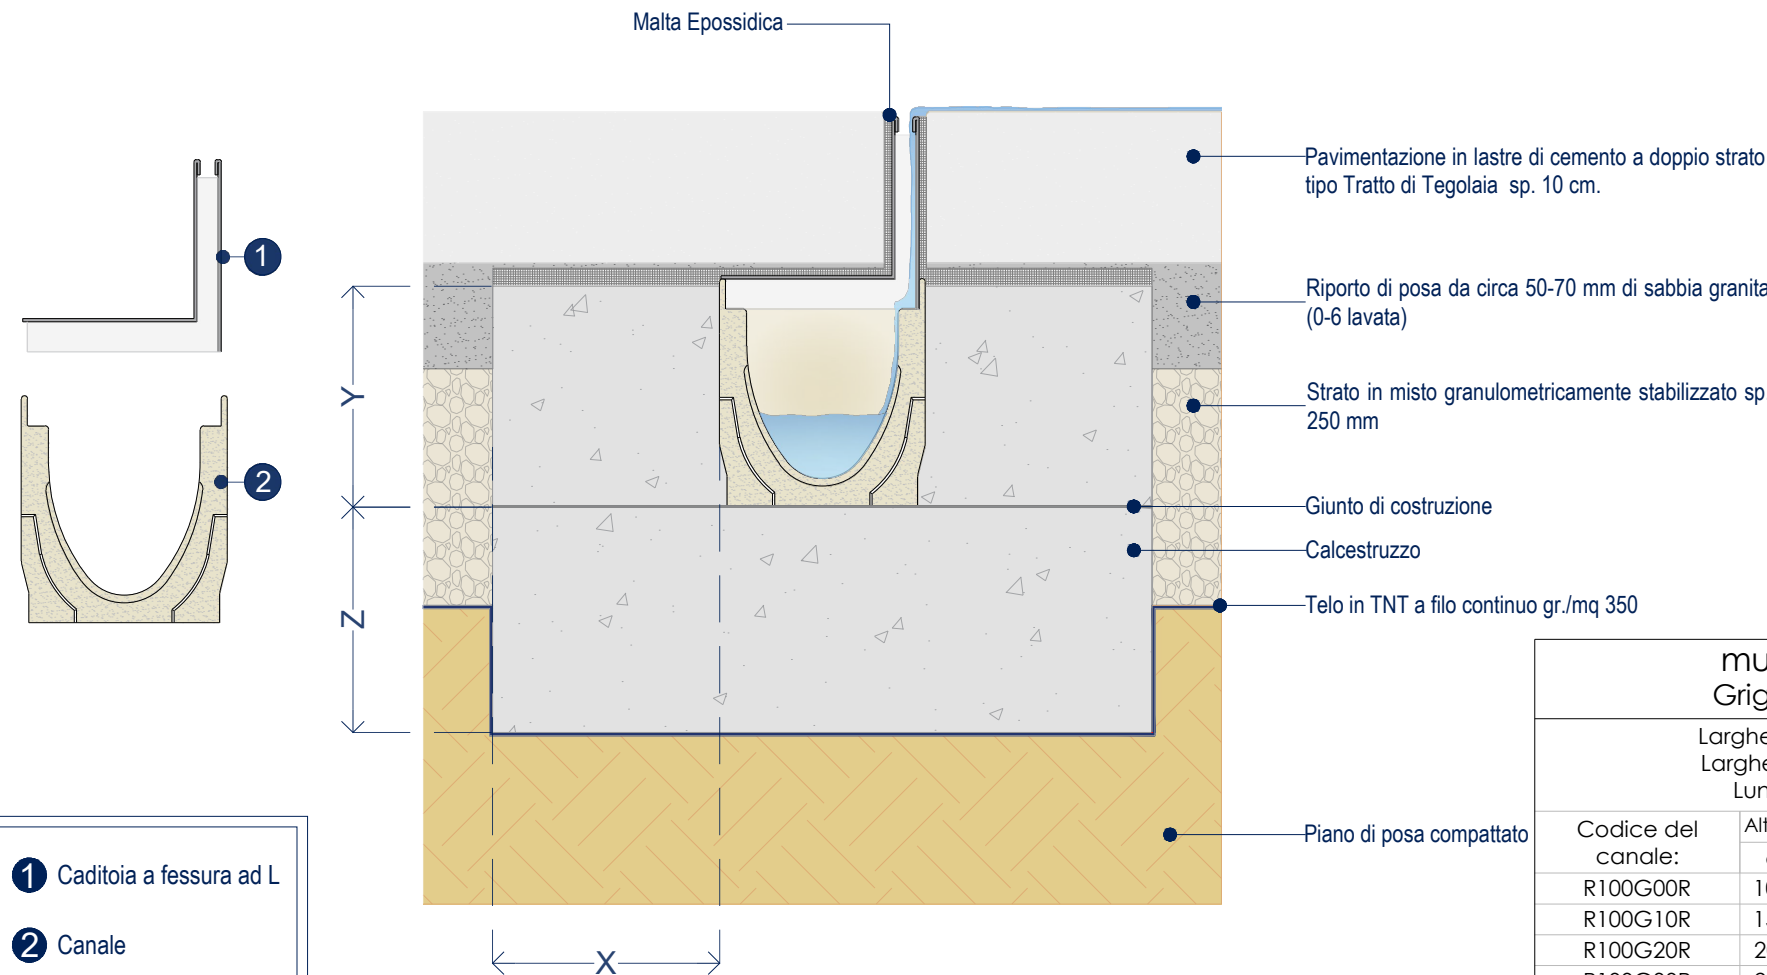 Malta Epossidica
Pavimentazione in lastre di cemento a doppio strato
tipo Tratto di Tegolaia sp. 10 cm.
1
Riporto di posa da circa 50-70 mm di sabbia granita
(0-6 lavata)
Y
Strato in misto granulometricamente stabilizzato sp
250 mm
2
Giunto di costruzione
Calcestruzzo
Z
Telo in TNT a filo continuo gr./mq 350
Piano di posa compattato
1 Caditoia a fessura ad L
2 Canale
X
Codice del
canale:
R100G00R
R100G10R
R100G20R